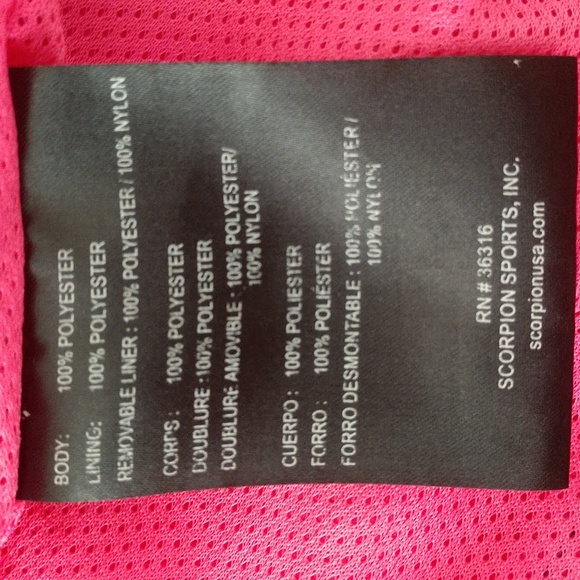 BODY: 100% POLYESTER
LINING: 100% POLYESTER
REMOVABLE LINER : 100% POLYESTER / 100% NYLON
CORPS : 100% POLYESTER
DOUBLURE : 100% POLYESTER
DOUBLURE AMOVIBLE : 100% POLYESTER/
100% NYLON
CUERPO : 100% POLIESTER
FORRO : 100% POLIÉSTER
FORRO DESMONTABLE : 100% POLIÉSTER /
100% NYLON
RN # 36316
SCORPION SPORTS, INC.
scorpionusa.com